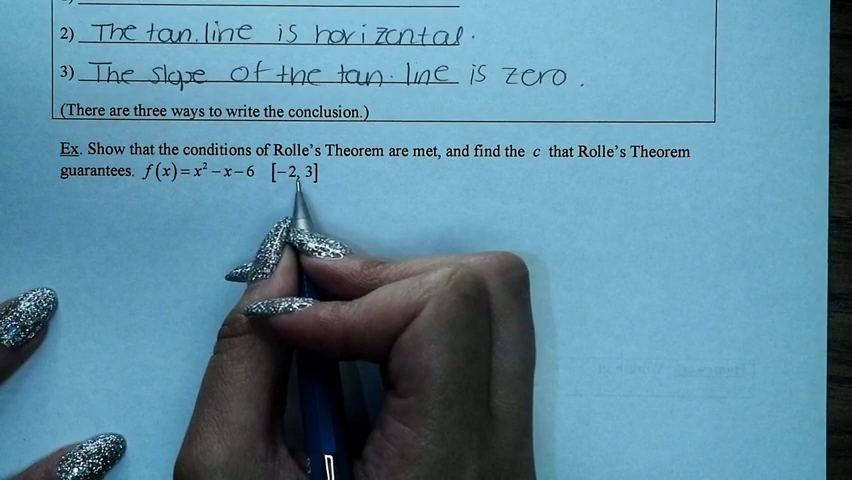 2) The tan. line is horizontal.
3) The slope of the tan. line is zero.
(There are three ways to write the conclusion.)
Ex. Show that the conditions of Rolle's Theorem are met, and find the c that Rolle's Theorem
guarantees. f(x) = x² − x − 6 [−2, 3]